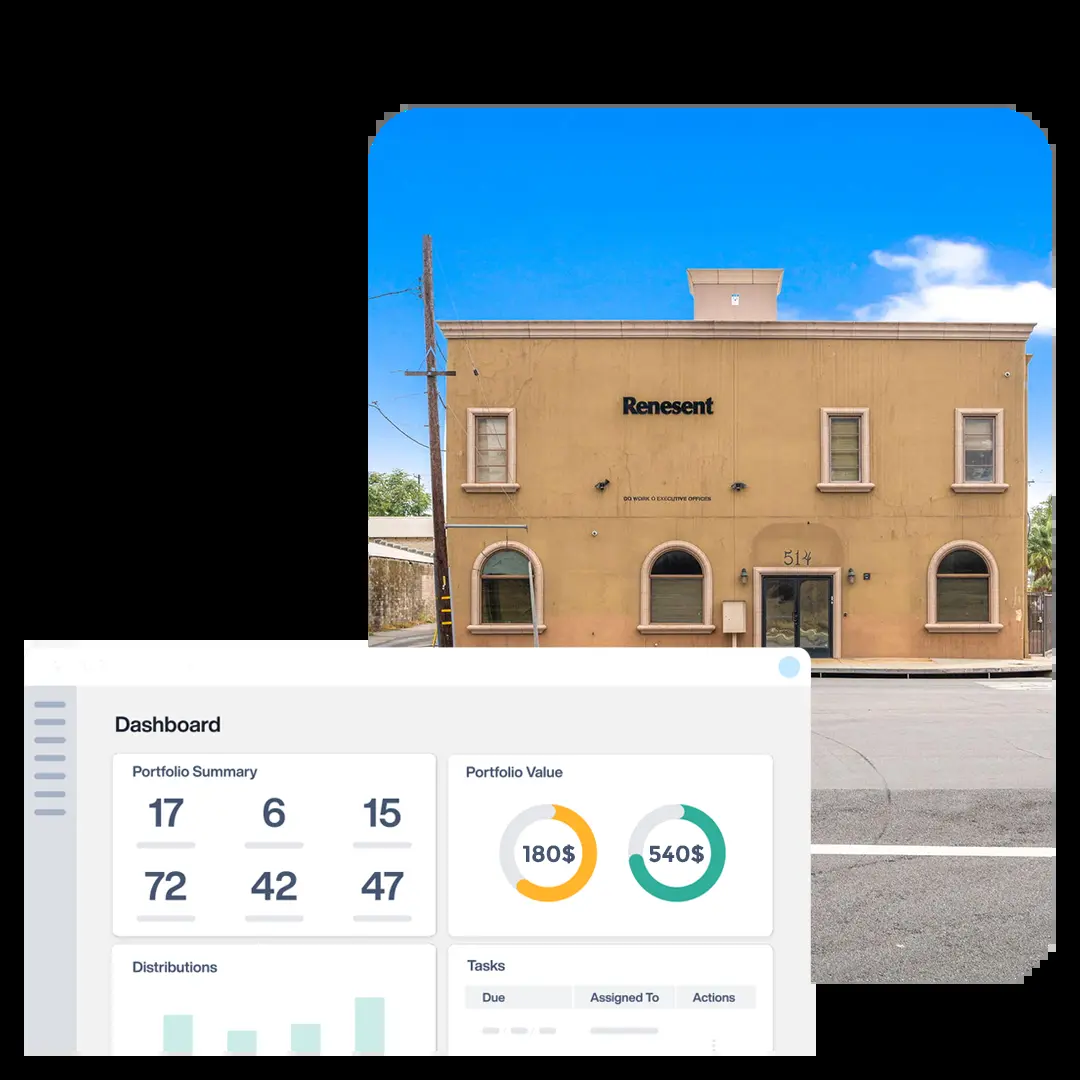 Renesent
DO WORK O EXECUTIVE OFFICES
514
Dashboard
Portfolio Summary
17 6 15
72 42 47
Portfolio Value
180$ 540$
Distributions
Tasks
Due Assigned To Actions